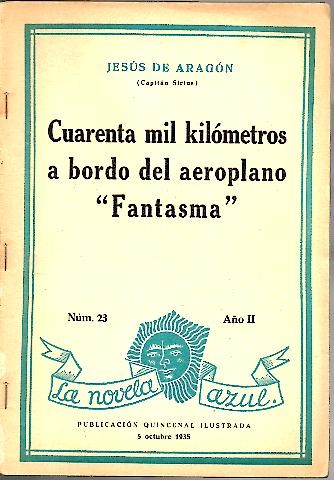 JESÚS DE ARAGÓN
(Capitán Sirius)
Cuarenta mil kilómetros
a bordo del aeroplano
“Fantasma”
Núm. 23 Año II
La novela azul.
PUBLICACIÓN QUINCENAL ILUSTRADA
5 octubre 1935